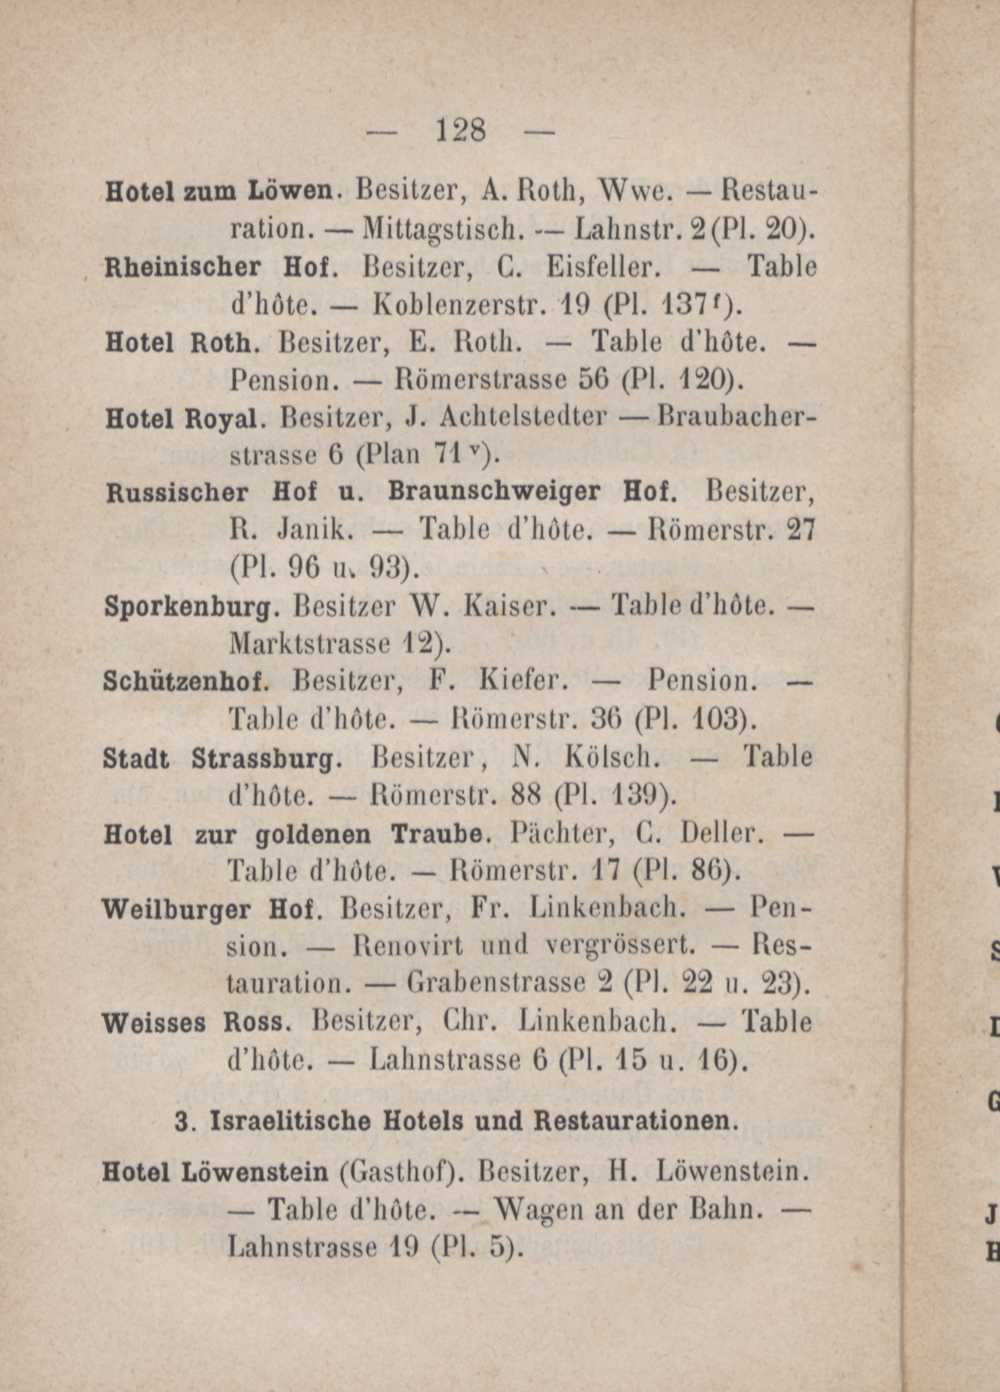 — 128 —
Hotel zum Löwen. Besitzer, A. Roth, Wwe. — Restau-
ration. — Mittagstisch. — Lahnstr. 2 (Pl. 20).
Rheinischer Hof. Besitzer, C. Eisfeller. — Table
d'hôte. — Koblenzerstr. 19 (Pl. 137f).
Hotel Roth. Besitzer, E. Roth. — Table d'hôte. —
Pension. — Römerstrasse 56 (Pl. 120).
Hotel Royal. Besitzer, J. Achtelstedter — Braubacher-
strasse 6 (Plan 71 v).
Russischer Hof u. Braunschweiger Hof. Besitzer,
R. Janik. — Table d'hôte. — Römerstr. 27
(Pl. 96 u. 93).
Sporkenburg. Besitzer W. Kaiser. — Table d'hôte. —
Marktstrasse 12).
Schützenhof. Besitzer, F. Kiefer. — Pension. —
Table d'hôte. — Römerstr. 36 (Pl. 103).
Stadt Strassburg. Besitzer, N. Kölsch. — Table
d'hôte. — Römerstr. 88 (Pl. 139).
Hotel zur goldenen Traube. Pächter, C. Deller. —
Table d'hôte. — Römerstr. 17 (Pl. 86).
Weilburger Hof. Besitzer, Fr. Linkenbach. — Pen-
sion. — Renovirt und vergrössert. — Res-
tauration. — Grabenstrasse 2 (Pl. 22 u. 23).
Weisses Ross. Besitzer, Chr. Linkenbach. — Table
d'hôte. — Lahnstrasse 6 (Pl. 15 u. 16).
3. Israelitische Hotels und Restaurationen.
Hotel Löwenstein (Gasthof). Besitzer, H. Löwenstein.
— Table d'hôte. — Wagen an der Bahn. —
Lahnstrasse 19 (Pl. 5).